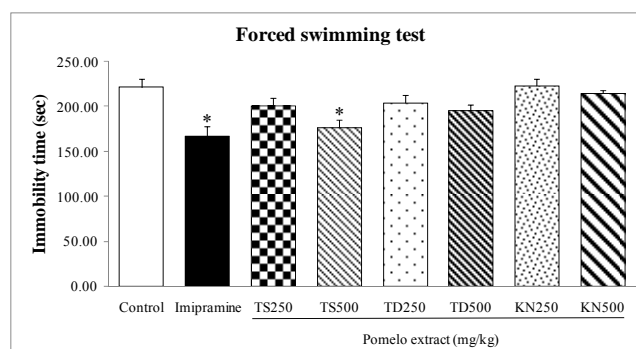 Forced swimming test
Immobility time (sec)
250.00
200.00
150.00
100.00
50.00
0.00
*
*
Control Imipramine TS250 TS500 TD250 TD500 KN250 KN500
Pomelo extract (mg/kg)